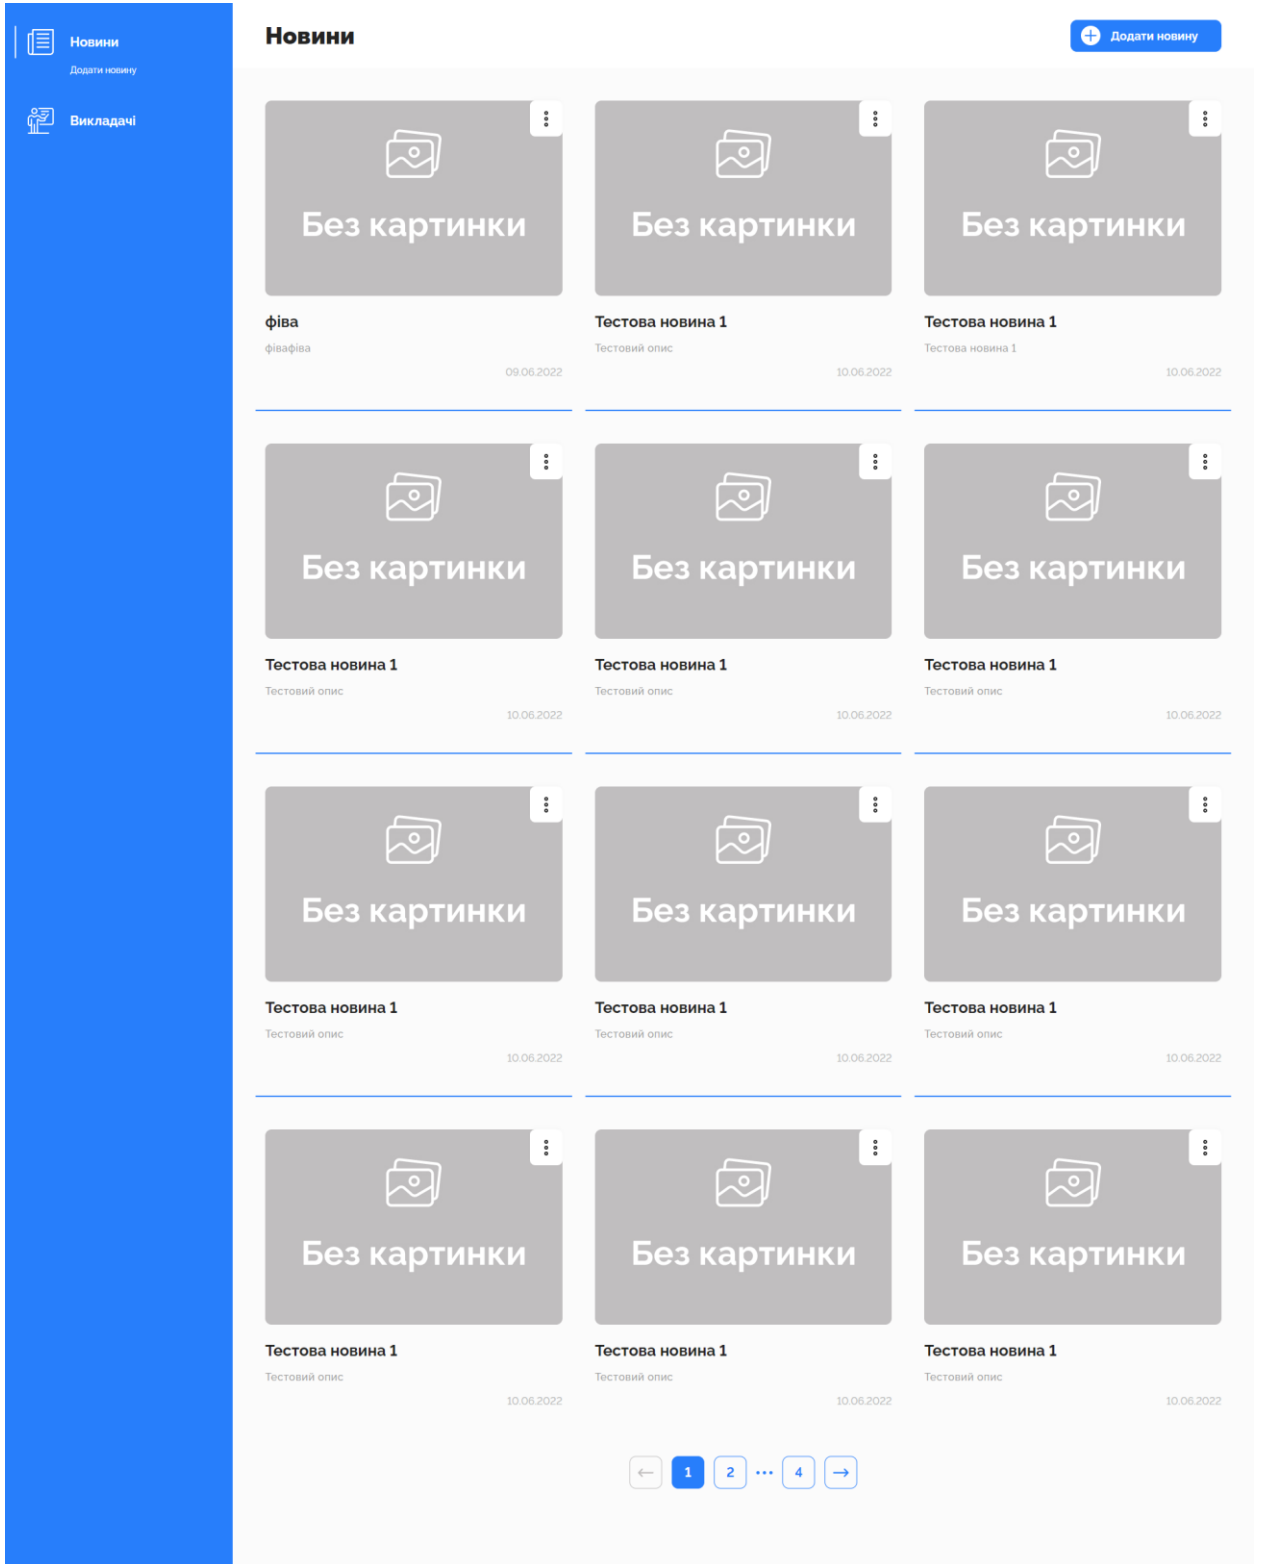 Новини
Додати новину
Викладачі
Новини
Додати новину
Без картинки
Без картинки
Без картинки
фіва
Тестова новина 1
Тестова новина 1
фівафіва
Тестовий опис
Тестова новина 1
09.06.2022
10.06.2022
10.06.2022
Без картинки
Без картинки
Без картинки
Тестова новина 1
Тестова новина 1
Тестова новина 1
Тестовий опис
Тестовий опис
Тестовий опис
10.06.2022
10.06.2022
10.06.2022
Без картинки
Без картинки
Без картинки
Тестова новина 1
Тестова новина 1
Тестова новина 1
Тестовий опис
Тестовий опис
Тестовий опис
10.06.2022
10.06.2022
10.06.2022
Без картинки
Без картинки
Без картинки
Тестова новина 1
Тестова новина 1
Тестова новина 1
Тестовий опис
Тестовий опис
Тестовий опис
10.06.2022
10.06.2022
10.06.2022
← 1 2 ••• 4 →